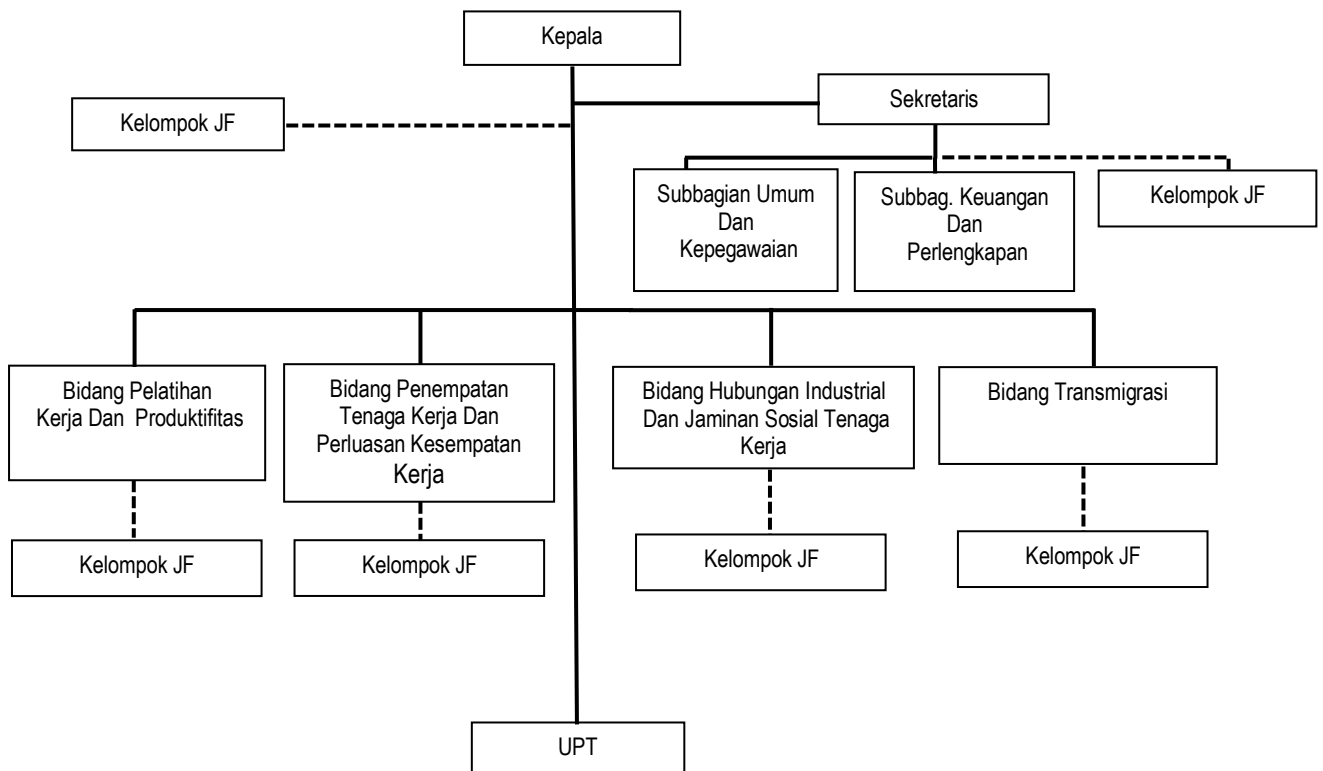 Kepala
Sekretaris
Kelompok JF
Subbagian Umum
Dan
Kepegawaian
Subbag. Keuangan
Dan
Perlengkapan
Kelompok JF
Bidang Pelatihan
Kerja Dan Produktifitas
Bidang Penempatan
Tenaga Kerja Dan
Perluasan Kesempatan
Kerja
Bidang Hubungan Industrial
Dan Jaminan Sosial Tenaga
Kerja
Bidang Transmigrasi
Kelompok JF
Kelompok JF
Kelompok JF
Kelompok JF
UPT